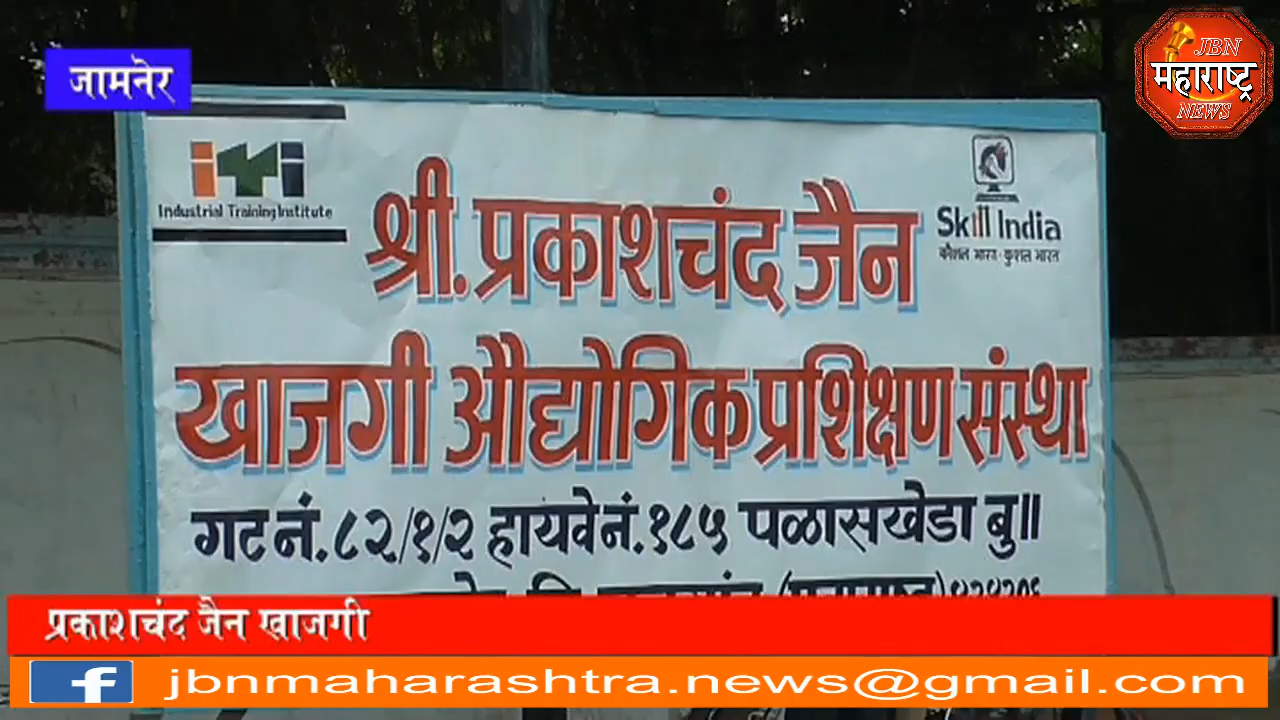 जामनेर
JBN
महाराष्ट्र
NEWS
iti
Industrial Training Institute
Skill India
कौशल भारत - कुशल भारत
श्री. प्रकाशचंद जैन
खाजगी औद्योगिक प्रशिक्षण संस्था
गट नं. ८२/१/२ हायवे नं. १८५ पळासखेडा बु॥
प्रकाशचंद जैन खाजगी
f jbnmaharashtra.news@gmail.com